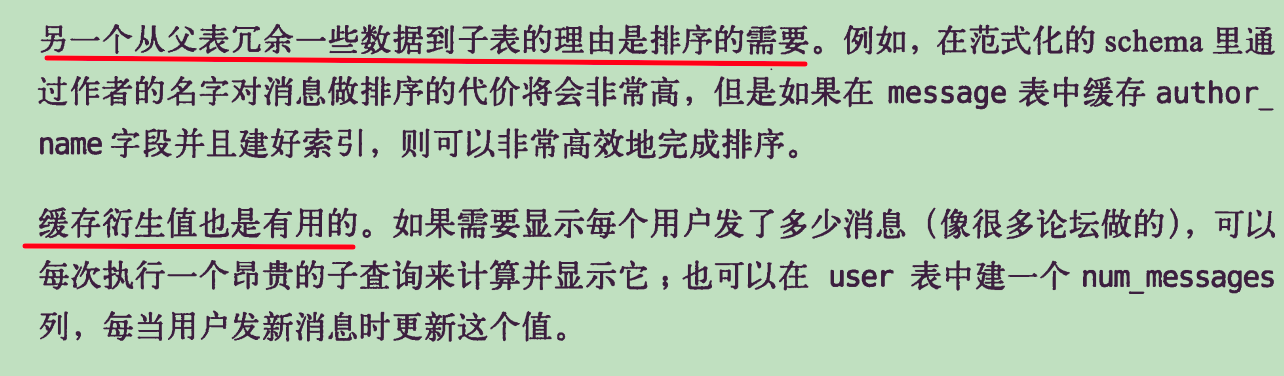 另一个从父表冗余一些数据到子表的理由是排序的需要。例如，在范式化的 schema 里通
过作者的名字对消息做排序的代价将会非常高，但是如果在 message 表中缓存 author_
name 字段并且建好索引，则可以非常高效地完成排序。
缓存衍生值也是有用的。如果需要显示每个用户发了多少消息（像很多论坛做的），可以
每次执行一个昂贵的子查询来计算并显示它；也可以在 user 表中建一个 num_messages
列，每当用户发新消息时更新这个值。